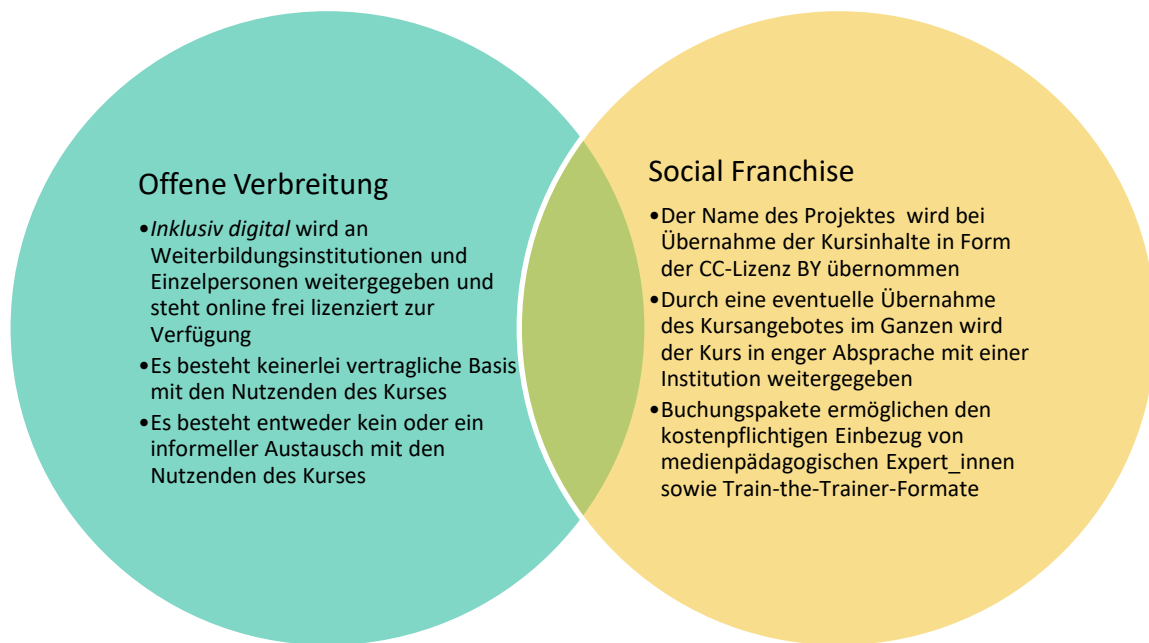 Offene Verbreitung
•Inklusiv digital wird an
Weiterbildungsinstitutionen und
Einzelpersonen weitergegeben und
steht online frei lizenziert zur
Verfügung
•Es besteht keinerlei vertragliche Basis
mit den Nutzenden des Kurses
•Es besteht entweder kein oder ein
informeller Austausch mit den
Nutzenden des Kurses
Social Franchise
•Der Name des Projektes wird bei
Übernahme der Kursinhalte in Form
der CC-Lizenz BY übernommen
•Durch eine eventuelle Übernahme
des Kursangebotes im Ganzen wird
der Kurs in enger Absprache mit einer
Institution weitergegeben
•Buchungspakete ermöglichen den
kostenpflichtigen Einbezug von
medienpädagogischen Expert_innen
sowie Train-the-Trainer-Formate